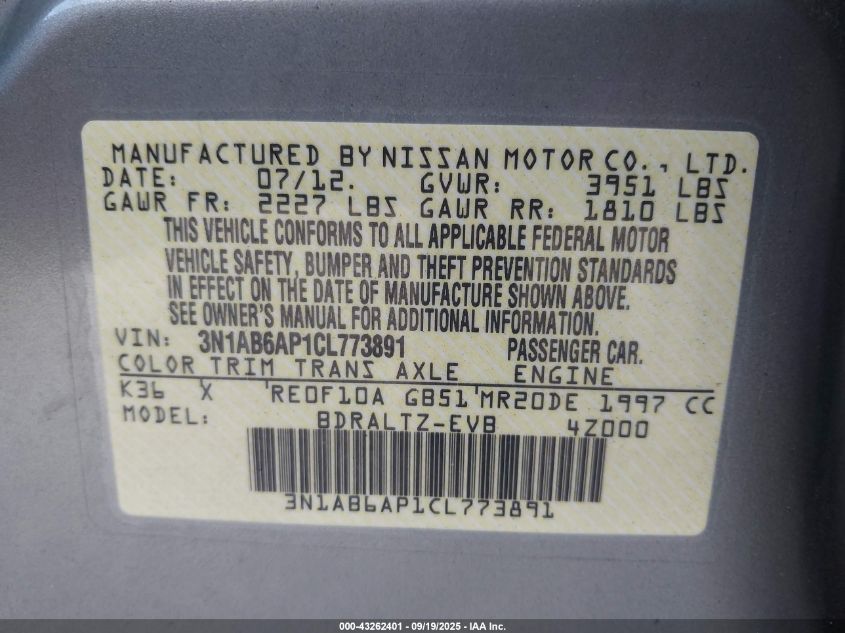 MANUFACTURED BY NISSAN MOTOR CO., LTD.
DATE: 07/12. GVWR: 3951 LBS
GAWR FR: 2227 LBS GAWR RR: 1810 LBS
THIS VEHICLE CONFORMS TO ALL APPLICABLE FEDERAL MOTOR
VEHICLE SAFETY, BUMPER AND THEFT PREVENTION STANDARDS
IN EFFECT ON THE DATE OF MANUFACTURE SHOWN ABOVE.
SEE OWNER'S MANUAL FOR ADDITIONAL INFORMATION.
VIN: 3N1AB6AP1CL773891 PASSENGER CAR.
COLOR TRIM TRANS AXLE ENGINE
K36 X 'RE0F10A GB51'MR20DE 1997 CC
MODEL: BDRALTZ-EVB 4Z000
3N1AB6AP1CL773891
000-43262401 - 09/19/2025 - IAA Inc.